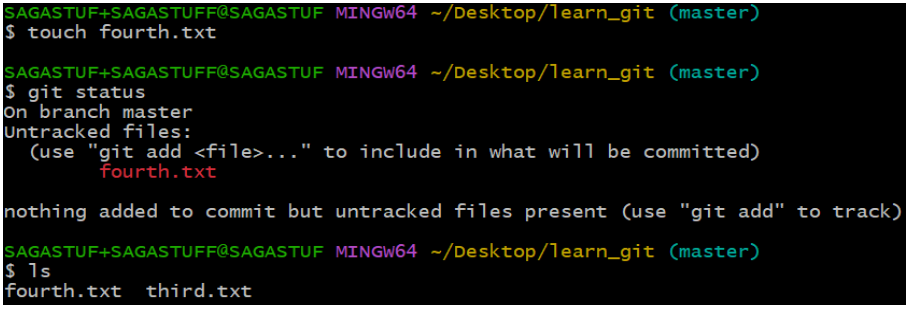 SAGASTUF+SAGASTUFF@SAGASTUF MINGW64 ~/Desktop/learn_git (master)
$ touch fourth.txt
SAGASTUF+SAGASTUFF@SAGASTUF MINGW64 ~/Desktop/learn_git (master)
$ git status
On branch master
Untracked files:
  (use "git add <file>..." to include in what will be committed)
        fourth.txt
nothing added to commit but untracked files present (use "git add" to track)
SAGASTUF+SAGASTUFF@SAGASTUF MINGW64 ~/Desktop/learn_git (master)
$ ls
fourth.txt  third.txt